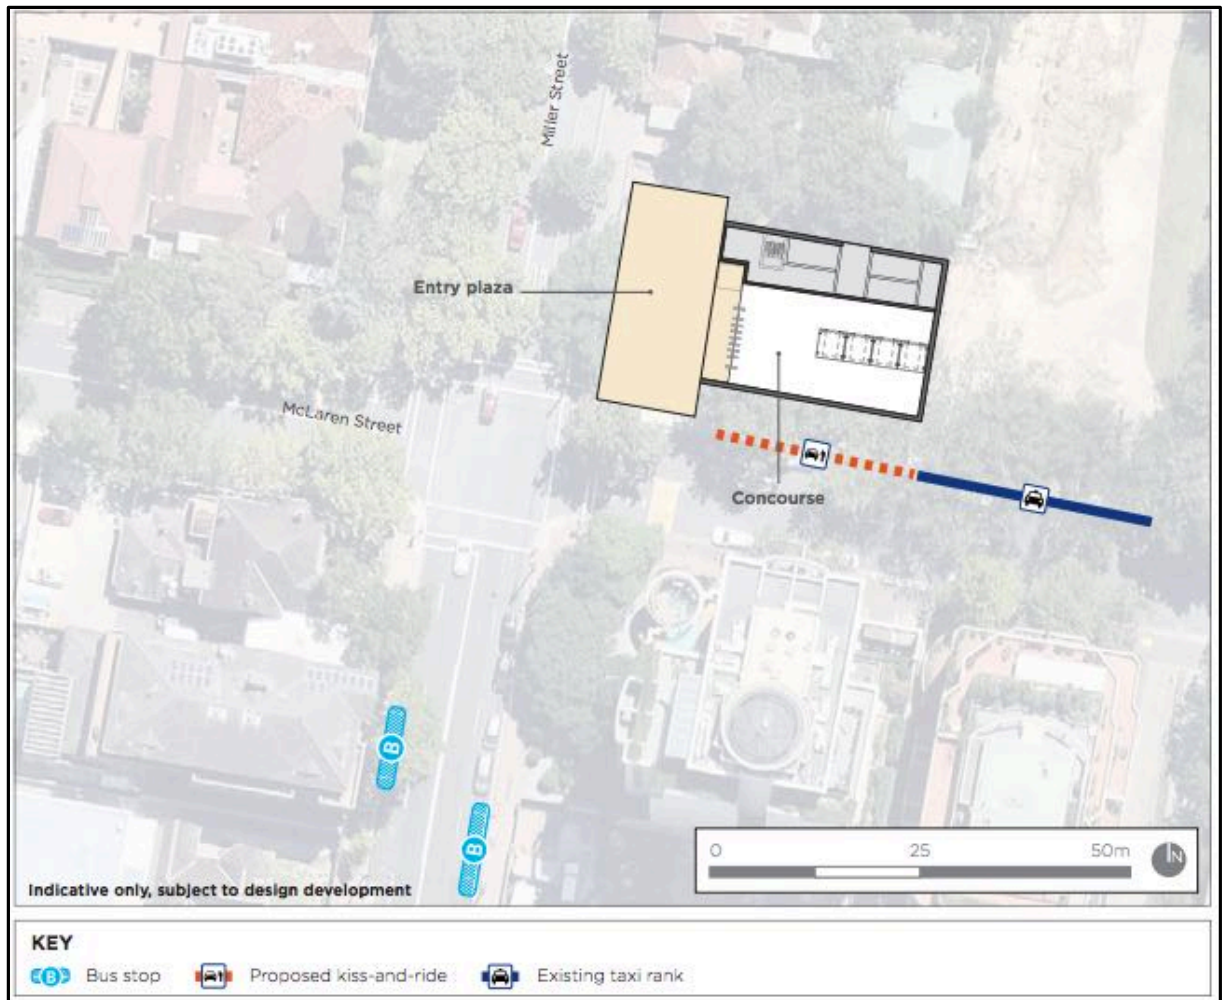 Miller Street
Entry plaza
McLaren Street
Concourse
B
B
0 25 50m
N
Indicative only, subject to design development
KEY
B Bus stop Proposed kiss-and-ride Existing taxi rank